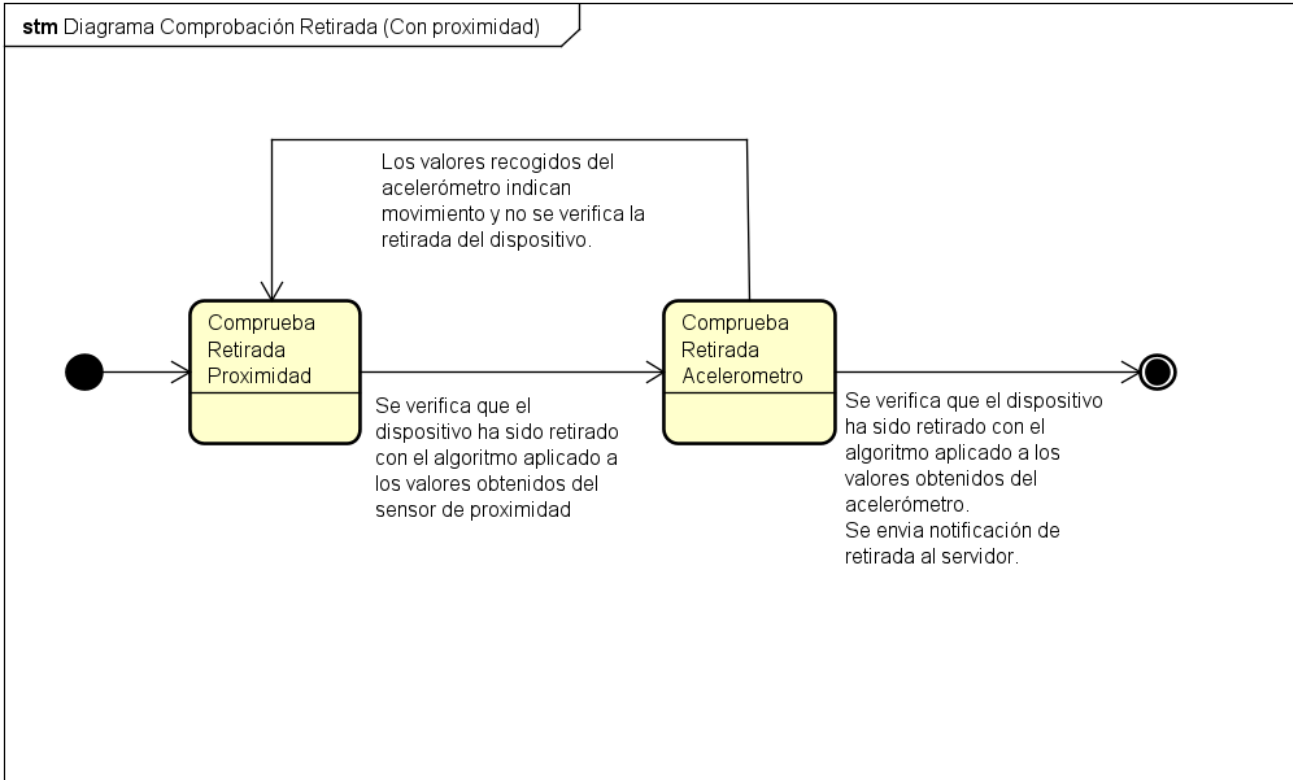 stm Diagrama Comprobación Retirada (Con proximidad)
Los valores recogidos del
acelerómetro indican
movimiento y no se verifica la
retirada del dispositivo.
Comprueba
Retirada
Proximidad
Se verifica que el
dispositivo ha sido retirado
con el algoritmo aplicado a
los valores obtenidos del
sensor de proximidad
Comprueba
Retirada
Acelerometro
Se verifica que el dispositivo
ha sido retirado con el
algoritmo aplicado a los
valores obtenidos del
acelerómetro.
Se envia notificación de
retirada al servidor.